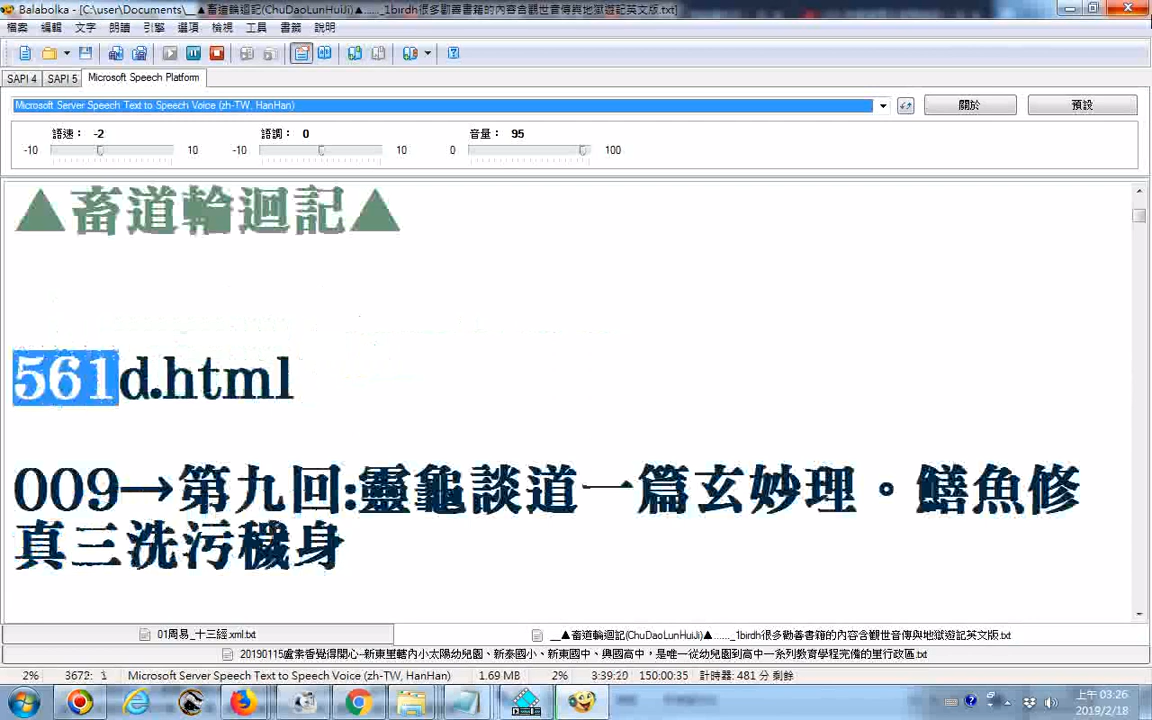 Balabolka - [C:\user\Documents\__▲畜道輪迴記(ChuDaoLunHuiJi)▲......_1birdh很多勸善書籍的內容含觀世音傳與地獄遊記英文版.txt]
檔案 編輯 文字 朗讀 引擎 選項 檢視 工具 書籤 說明
SAPI 4 SAPI 5 Microsoft Speech Platform
Microsoft Server Speech Text to Speech Voice (zh-TW, HanHan) 關於 預設
語速： -2 語調： 0 音量： 95
-10 10 -10 10 0 100
▲畜道輪迴記▲
561d.html
009→第九回:靈龜談道一篇玄妙理。鱔魚修
真三洗污穢身
01周易_十三經.xml.txt __▲畜道輪迴記(ChuDaoLunHuiJi)▲......_1birdh很多勸善書籍的內容含觀世音傳與地獄遊記英文版.txt
20190115盧素香覺得開心--新東里轄內小太陽幼兒園、新泰國小、新東國中、興國高中，是唯一從幼兒園到高中一系列教育學程完備的里行政區.txt
2% 3672: 1 Microsoft Server Speech Text to Speech Voice (zh-TW, HanHan) 1.69 MB 2% 3:39:20 150:00:35 計時器: 481 分 剩餘
上午 03:26
2019/2/18